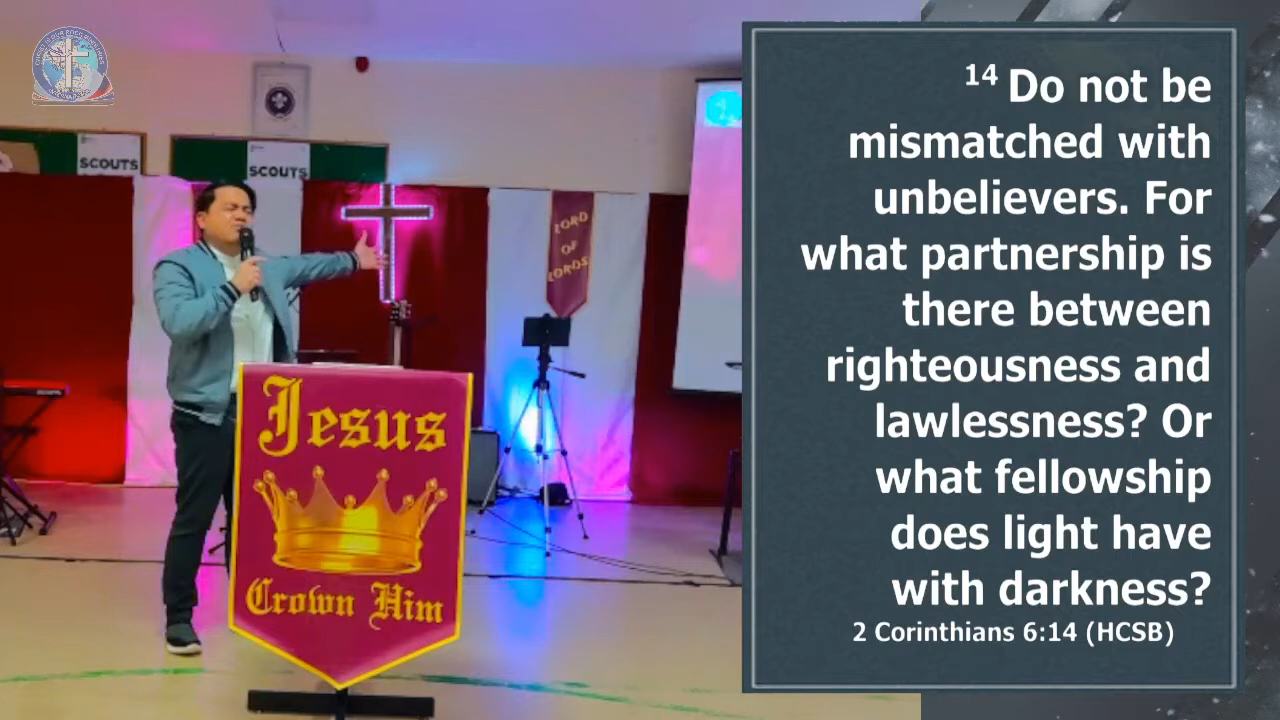 SCOUTS
SCOUTS
LORD
OF
LORDS
Jesus
Crown Him
14 Do not be
mismatched with
unbelievers. For
what partnership is
there between
righteousness and
lawlessness? Or
what fellowship
does light have
with darkness?
2 Corinthians 6:14 (HCSB)